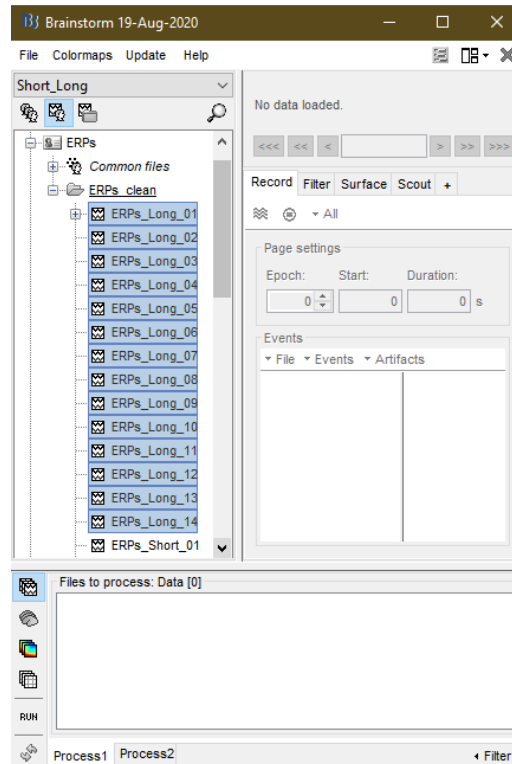 Brainstorm 19-Aug-2020
File Colormaps Update Help
Short_Long
ERPs
Common files
ERPs_clean
ERPs_Long_01
ERPs_Long_02
ERPs_Long_03
ERPs_Long_04
ERPs_Long_05
ERPs_Long_06
ERPs_Long_07
ERPs_Long_08
ERPs_Long_09
ERPs_Long_10
ERPs_Long_11
ERPs_Long_12
ERPs_Long_13
ERPs_Long_14
ERPs_Short_01
No data loaded.
<<< << < > >> >>>
Record Filter Surface Scout +
All
Page settings
Epoch: Start: Duration:
0 0 0 s
Events
File Events Artifacts
Files to process: Data [0]
RUN
Process1 Process2
Filter